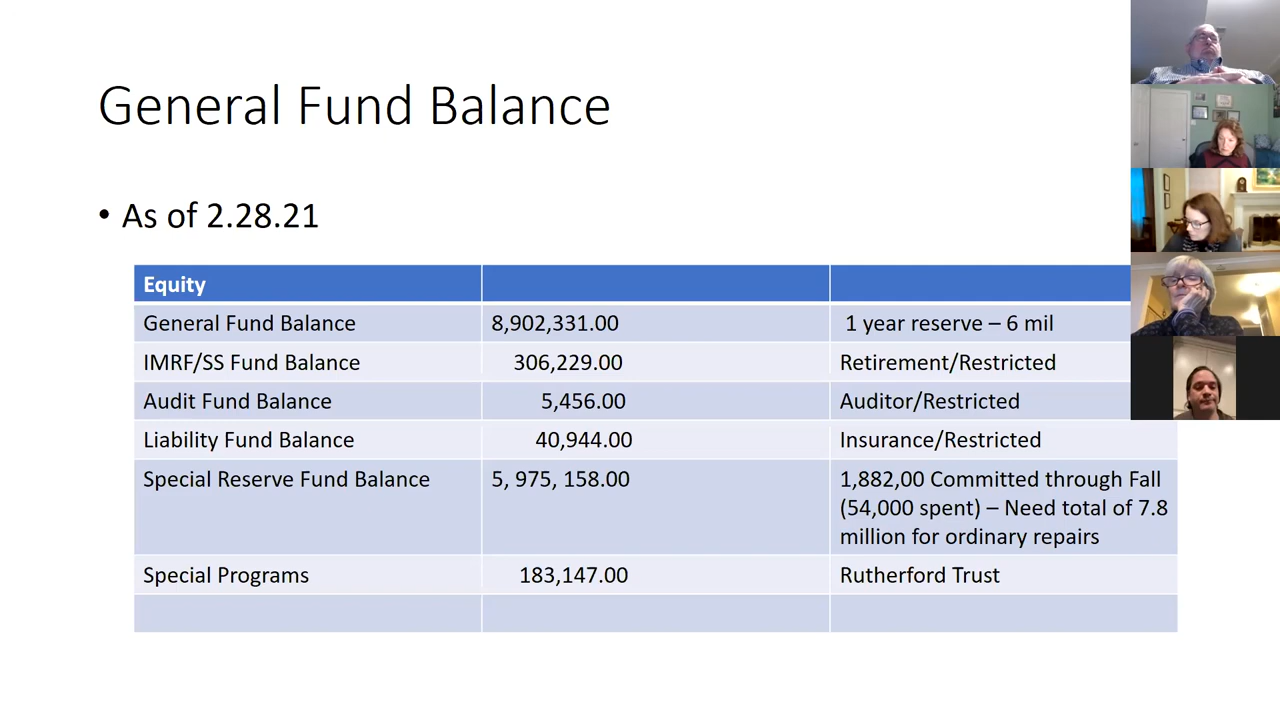 General Fund Balance
• As of 2.28.21
Equity
General Fund Balance 8,902,331.00 1 year reserve – 6 mil
IMRF/SS Fund Balance 306,229.00 Retirement/Restricted
Audit Fund Balance 5,456.00 Auditor/Restricted
Liability Fund Balance 40,944.00 Insurance/Restricted
Special Reserve Fund Balance 5, 975, 158.00 1,882,00 Committed through Fall
(54,000 spent) – Need total of 7.8
million for ordinary repairs
Special Programs 183,147.00 Rutherford Trust